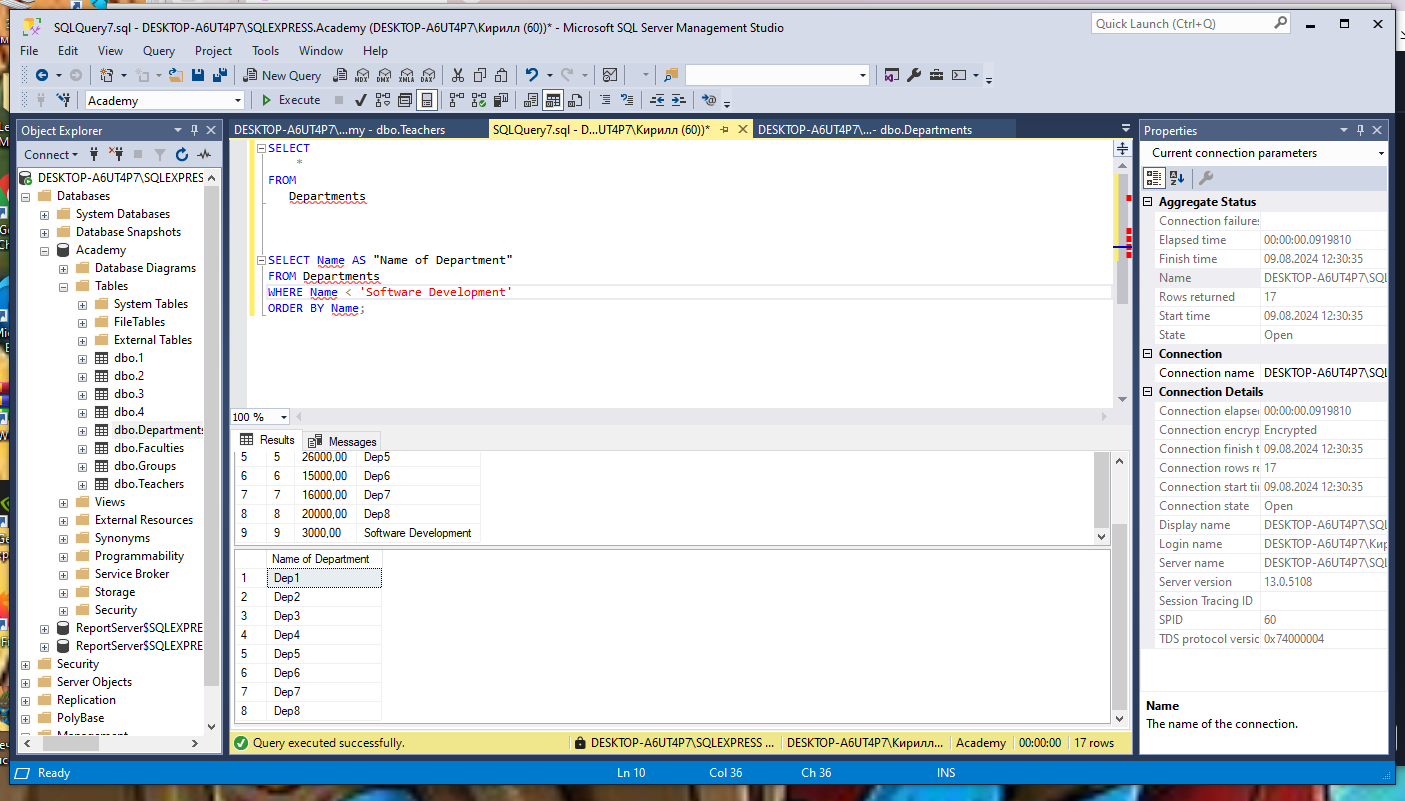 SQLQuery7.sql - DESKTOP-A6UT4P7\SQLEXPRESS.Academy (DESKTOP-A6UT4P7\Кирилл (60))* - Microsoft SQL Server Management Studio
Quick Launch (Ctrl+Q)
File Edit View Query Project Tools Window Help
New Query
MDX DMX XMLA DAX
Academy
Execute
Object Explorer
Connect
DESKTOP-A6UT4P7\SQLEXPRES
Databases
System Databases
Database Snapshots
Academy
Database Diagrams
Tables
System Tables
FileTables
External Tables
dbo.1
dbo.2
dbo.3
dbo.4
dbo.Departments
dbo.Faculties
dbo.Groups
dbo.Teachers
Views
External Resources
Synonyms
Programmability
Service Broker
Storage
Security
ReportServer$SQLEXPRE
ReportServer$SQLEXPRE
Security
Server Objects
Replication
PolyBase
Management
DESKTOP-A6UT4P7\...my - dbo.Teachers
SQLQuery7.sql - D...UT4P7\Кирилл (60))*
DESKTOP-A6UT4P7\...- dbo.Departments
SELECT
*
FROM
Departments
SELECT Name AS "Name of Department"
FROM Departments
WHERE Name < 'Software Development'
ORDER BY Name;
100 %
Results
Messages
5 5 26000,00 Dep5
6 6 15000,00 Dep6
7 7 16000,00 Dep7
8 8 20000,00 Dep8
9 9 3000,00 Software Development
Name of Department
1 Dep1
2 Dep2
3 Dep3
4 Dep4
5 Dep5
6 Dep6
7 Dep7
8 Dep8
Query executed successfully.
DESKTOP-A6UT4P7\SQLEXPRESS ...
DESKTOP-A6UT4P7\Кирилл...
Academy
00:00:00
17 rows
Properties
Current connection parameters
Aggregate Status
Connection failures
Elapsed time 00:00:00.0919810
Finish time 09.08.2024 12:30:35
Name DESKTOP-A6UT4P7\SQL
Rows returned 17
Start time 09.08.2024 12:30:35
State Open
Connection
Connection name DESKTOP-A6UT4P7\SQL
Connection Details
Connection elapsed 00:00:00.0919810
Connection encryp Encrypted
Connection finish t 09.08.2024 12:30:35
Connection rows re 17
Connection start tir 09.08.2024 12:30:35
Connection state Open
Display name DESKTOP-A6UT4P7\SQL
Login name DESKTOP-A6UT4P7\Кир
Server name DESKTOP-A6UT4P7\SQL
Server version 13.0.5108
Session Tracing ID
SPID 60
TDS protocol versic 0x74000004
Name
The name of the connection.
Ready
Ln 10
Col 36
Ch 36
INS